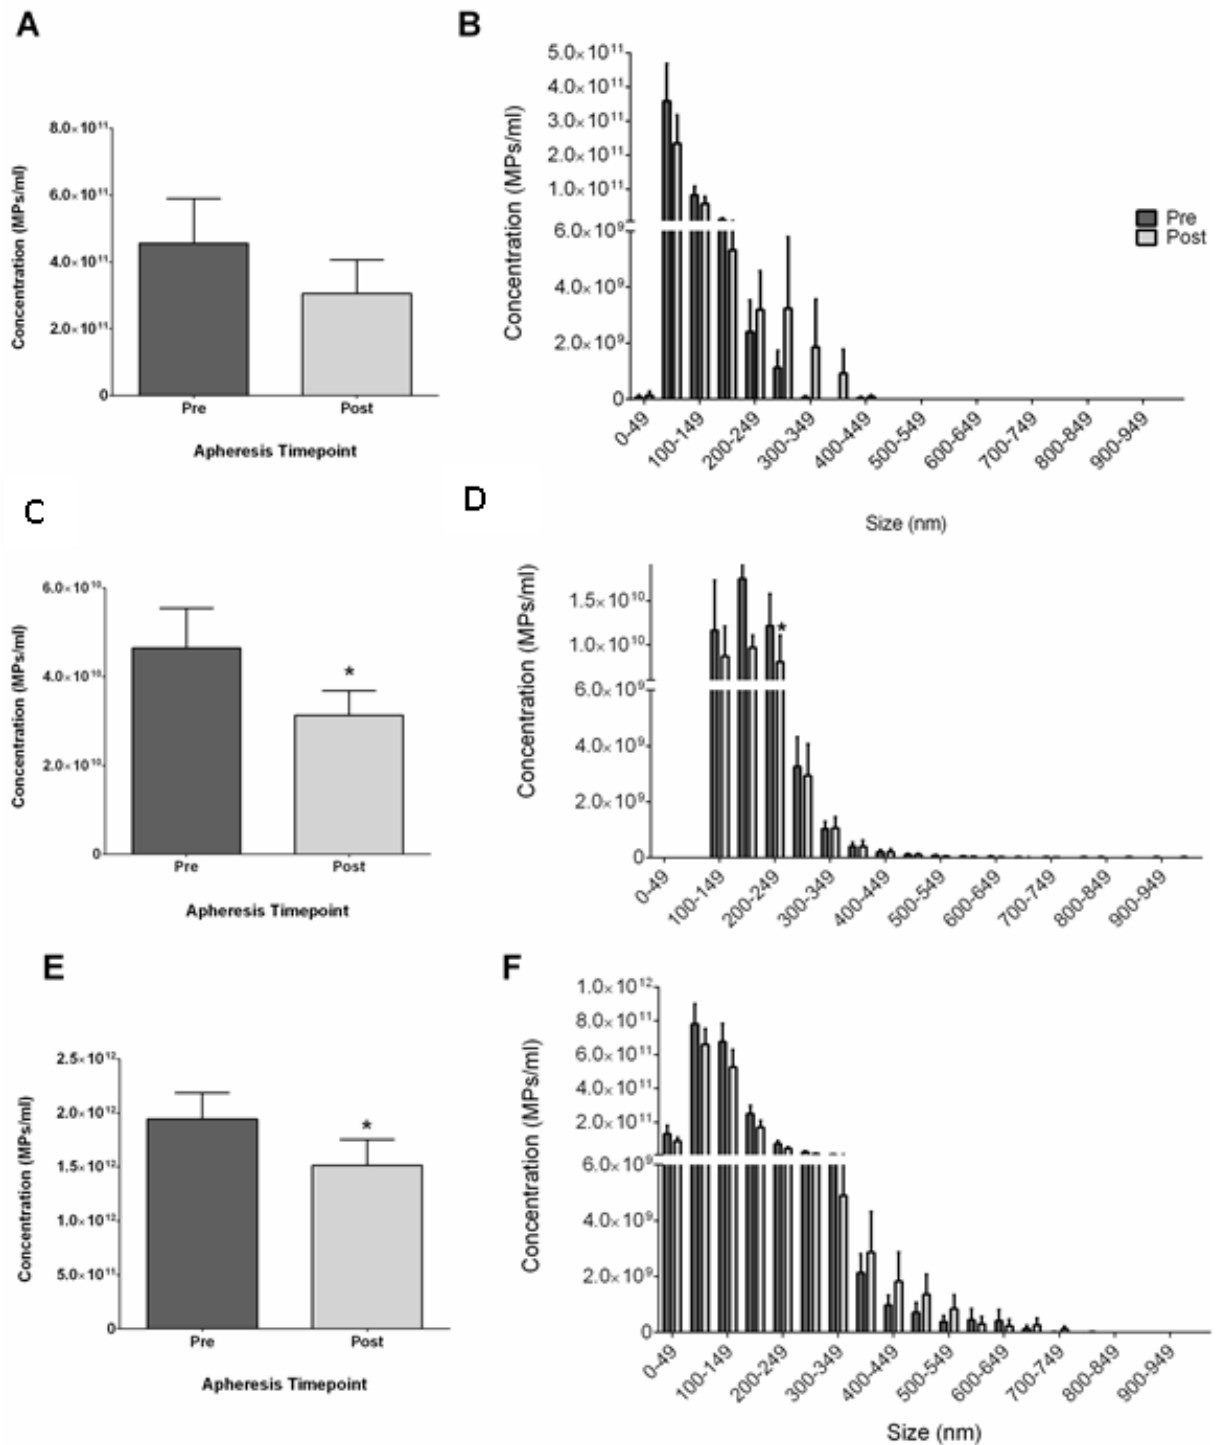 A
8.0×10¹¹
6.0×10¹¹
4.0×10¹¹
2.0×10¹¹
0
Concentration (MPs/ml)
Pre Post
Apheresis Timepoint
B
5.0×10¹¹
4.0×10¹¹
3.0×10¹¹
2.0×10¹¹
1.0×10¹¹
6.0×10⁹
4.0×10⁹
2.0×10⁹
0
Concentration (MPs/ml)
0-49 100-149 200-249 300-349 400-449 500-549 600-649 700-749 800-849 900-949
Size (nm)
Pre
Post
C
6.0×10¹⁰
4.0×10¹⁰
2.0×10¹⁰
0
Concentration (MPs/ml)
*
Pre Post
Apheresis Timepoint
D
1.5×10¹⁰
1.0×10¹⁰
6.0×10⁹
4.0×10⁹
2.0×10⁹
0
Concentration (MPs/ml)
*
0-49 100-149 200-249 300-349 400-449 500-549 600-649 700-749 800-849 900-949
E
2.5×10¹²
2.0×10¹²
1.5×10¹²
1.0×10¹²
5.0×10¹¹
0
Concentration (MPs/ml)
*
Pre Post
Apheresis Timepoint
F
1.0×10¹²
8.0×10¹¹
6.0×10¹¹
4.0×10¹¹
2.0×10¹¹
6.0×10⁹
4.0×10⁹
2.0×10⁹
0
Concentration (MPs/ml)
0-49 100-149 200-249 300-349 400-449 500-549 600-649 700-749 800-849 900-949
Size (nm)